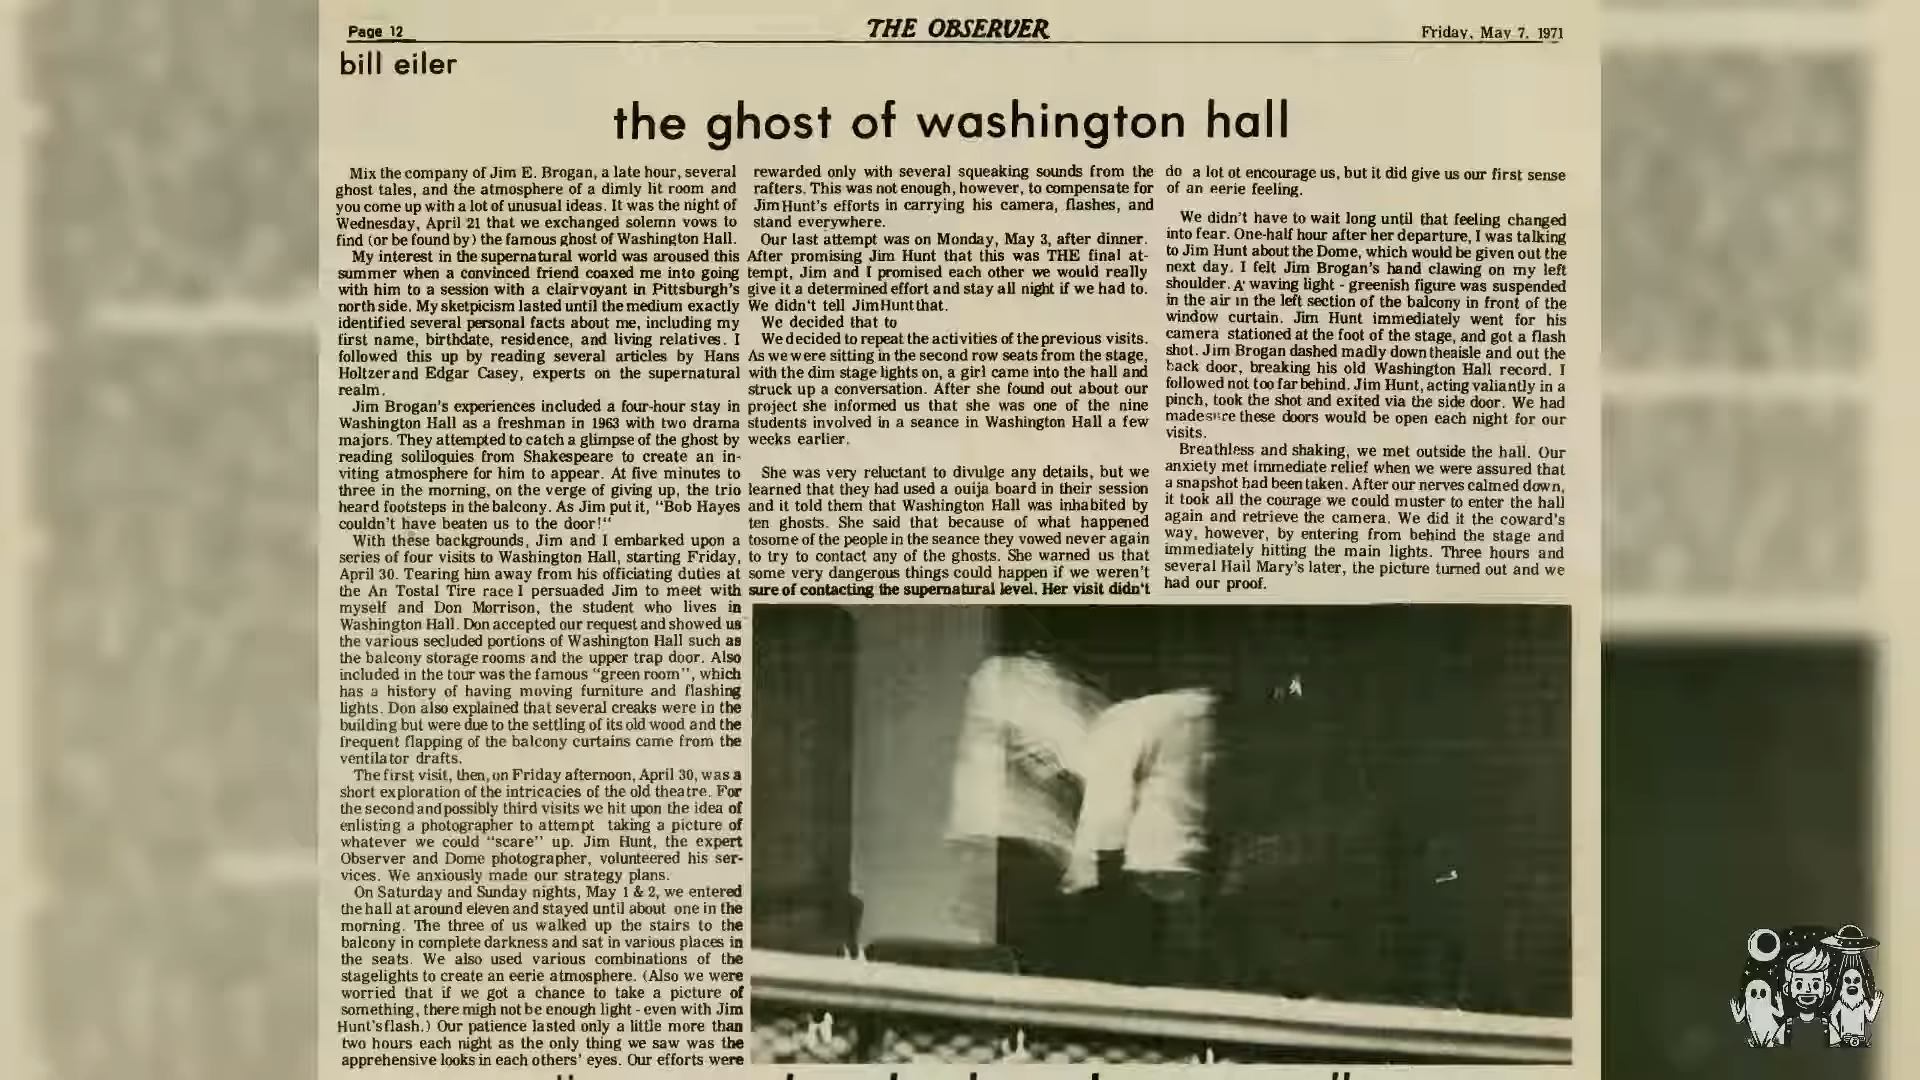 Page 12
THE OBSERVER
Friday, May 7, 1971
bill eiler
the ghost of washington hall
Mix the company of Jim E. Brogan, a late hour, several
ghost tales, and the atmosphere of a dimly lit room and
you come up with a lot of unusual ideas. It was the night of
Wednesday, April 21 that we exchanged solemn vows to
find (or be found by) the famous ghost of Washington Hall.
My interest in the supernatural world was aroused this
summer when a convinced friend coaxed me into going
with him to a session with a clairvoyant in Pittsburgh's
north side. My sketpicism lasted until the medium exactly
identified several personal facts about me, including my
first name, birthdate, residence, and living relatives. I
followed this up by reading several articles by Hans
Holtzer and Edgar Casey, experts on the supernatural
realm.
Jim Brogan's experiences included a four-hour stay in
Washington Hall as a freshman in 1963 with two drama
majors. They attempted to catch a glimpse of the ghost by
reading soliloquies from Shakespeare to create an in-
viting atmosphere for him to appear. At five minutes to
three in the morning, on the verge of giving up, the trio
heard footsteps in the balcony. As Jim put it, "Bob Hayes
couldn't have beaten us to the door!"
With these backgrounds, Jim and I embarked upon a
series of four visits to Washington Hall, starting Friday,
April 30. Tearing him away from his officiating duties at
the An Tostal Tire race I persuaded Jim to meet with
myself and Don Morrison, the student who lives in
Washington Hall. Don accepted our request and showed us
the various secluded portions of Washington Hall such as
the balcony storage rooms and the upper trap door. Also
included in the tour was the famous "green room", which
has a history of having moving furniture and flashing
lights. Don also explained that several creaks were in the
building but were due to the settling of its old wood and the
frequent flapping of the balcony curtains came from the
ventilator drafts.
The first visit, then, on Friday afternoon, April 30, was a
short exploration of the intricacies of the old theatre. For
the second and possibly third visits we hit upon the idea of
enlisting a photographer to attempt taking a picture of
whatever we could "scare" up. Jim Hunt, the expert
Observer and Dome photographer, volunteered his ser-
vices. We anxiously made our strategy plans.
On Saturday and Sunday nights, May 1 & 2, we entered
the hall at around eleven and stayed until about one in the
morning. The three of us walked up the stairs to the
balcony in complete darkness and sat in various places in
the seats. We also used various combinations of the
stagelights to create an eerie atmosphere. (Also we were
worried that if we got a chance to take a picture of
something, there migh not be enough light - even with Jim
Hunt's flash.) Our patience lasted only a little more than
two hours each night as the only thing we saw was the
apprehensive looks in each others' eyes. Our efforts were
rewarded only with several squeaking sounds from the
rafters. This was not enough, however, to compensate for
Jim Hunt's efforts in carrying his camera, flashes, and
stand everywhere.
Our last attempt was on Monday, May 3, after dinner.
After promising Jim Hunt that this was THE final at-
tempt, Jim and I promised each other we would really
give it a determined effort and stay all night if we had to.
We didn't tell Jim Hunt that.
We decided that to
We decided to repeat the activities of the previous visits.
As we were sitting in the second row seats from the stage,
with the dim stage lights on, a girl came into the hall and
struck up a conversation. After she found out about our
project she informed us that she was one of the nine
students involved in a seance in Washington Hall a few
weeks earlier.
She was very reluctant to divulge any details, but we
learned that they had used a ouija board in their session
and it told them that Washington Hall was inhabited by
ten ghosts. She said that because of what happened
tosome of the people in the seance they vowed never again
to try to contact any of the ghosts. She warned us that
some very dangerous things could happen if we weren't
sure of contacting the supernatural level. Her visit didn't
do a lot ot encourage us, but it did give us our first sense
of an eerie feeling.
We didn't have to wait long until that feeling changed
into fear. One-half hour after her departure, I was talking
to Jim Hunt about the Dome, which would be given out the
next day. I felt Jim Brogan's hand clawing on my left
shoulder. A waving light - greenish figure was suspended
in the air in the left section of the balcony in front of the
window curtain. Jim Hunt immediately went for his
camera stationed at the foot of the stage, and got a flash
shot. Jim Brogan dashed madly down the aisle and out the
back door, breaking his old Washington Hall record. I
followed not too far behind. Jim Hunt, acting valiantly in a
pinch, took the shot and exited via the side door. We had
made sure these doors would be open each night for our
visits.
Breathless and shaking, we met outside the hall. Our
anxiety met immediate relief when we were assured that
a snapshot had been taken. After our nerves calmed down,
it took all the courage we could muster to enter the hall
again and retrieve the camera. We did it the coward's
way, however, by entering from behind the stage and
immediately hitting the main lights. Three hours and
several Hail Mary's later, the picture turned out and we
had our proof.